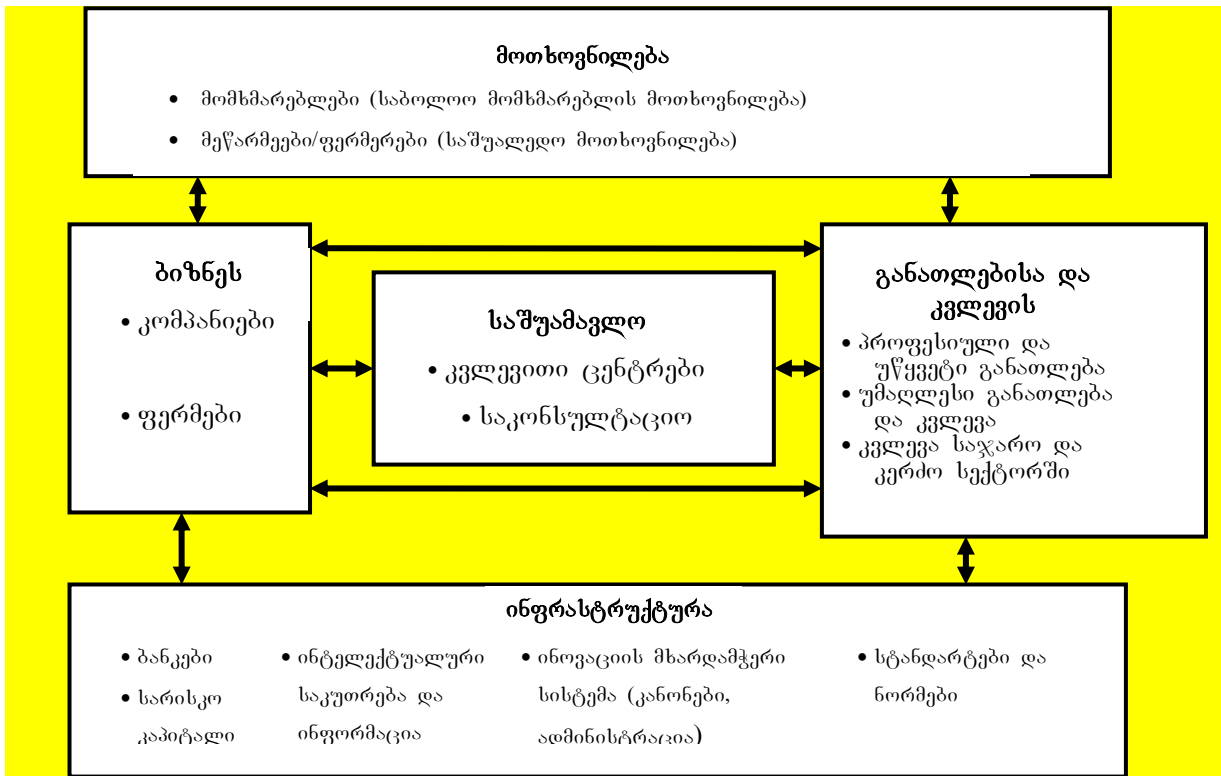 მოთხოვნილება
• მომხმარებლები (საბოლოო მომხმარებლის მოთხოვნილება)
• მეწარმეები/ფერმერები (საშუალედო მოთხოვნილება)
ბიზნეს
• კომპანიები
• ფერმები
საშუამავლო
• კვლევითი ცენტრები
• საკონსულტაციო
განათლებისა და
კვლევის
• პროფესიული და
უწყვეტი განათლება
• უმაღლესი განათლება
და კვლევა
• კვლევა საჯარო და
კერძო სექტორში
ინფრასტრუქტურა
• ბანკები
• სარისკო
კაპიტალი
• ინტელექტუალური
საკუთრება და
ინფორმაცია
• ინოვაციის მხარდამჭერი
სისტემა (კანონები,
ადმინისტრაცია)
• სტანდარტები და
ნორმები